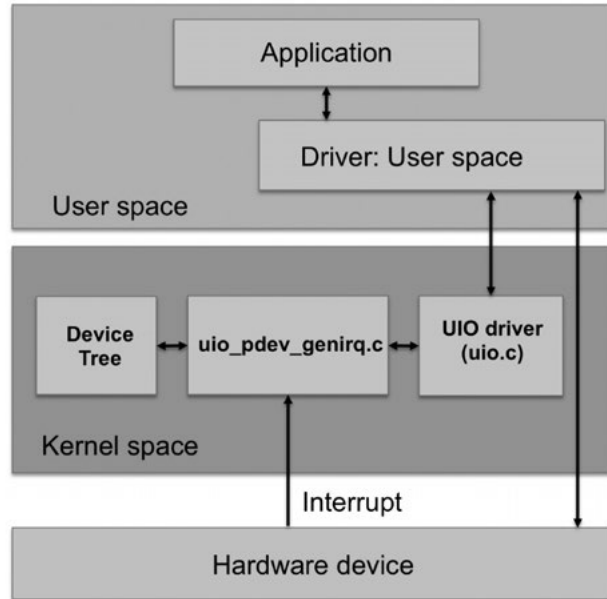 Application
Driver: User space
User space
Device
Tree
uio_pdev_genirq.c
UIO driver
(uio.c)
Kernel space
Interrupt
Hardware device